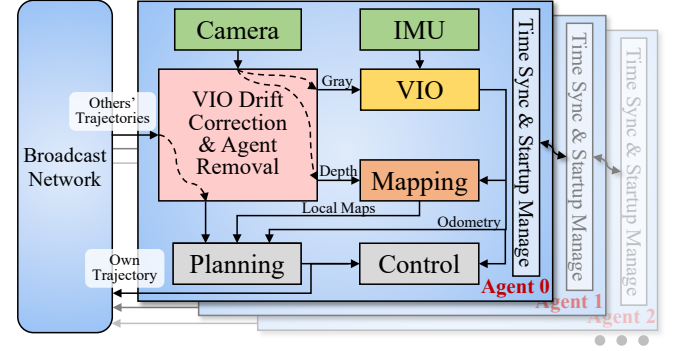 Camera
IMU
Others'
Trajectories
VIO Drift
Correction
& Agent
Removal
Gray
VIO
Broadcast
Network
Depth
Mapping
Local Maps
Odometry
Own
Trajectory
Planning
Control
Time Sync & Startup Manage
Agent 0
Time Sync & Startup Manage
Agent 1
Time Sync & Startup Manage
Agent 2